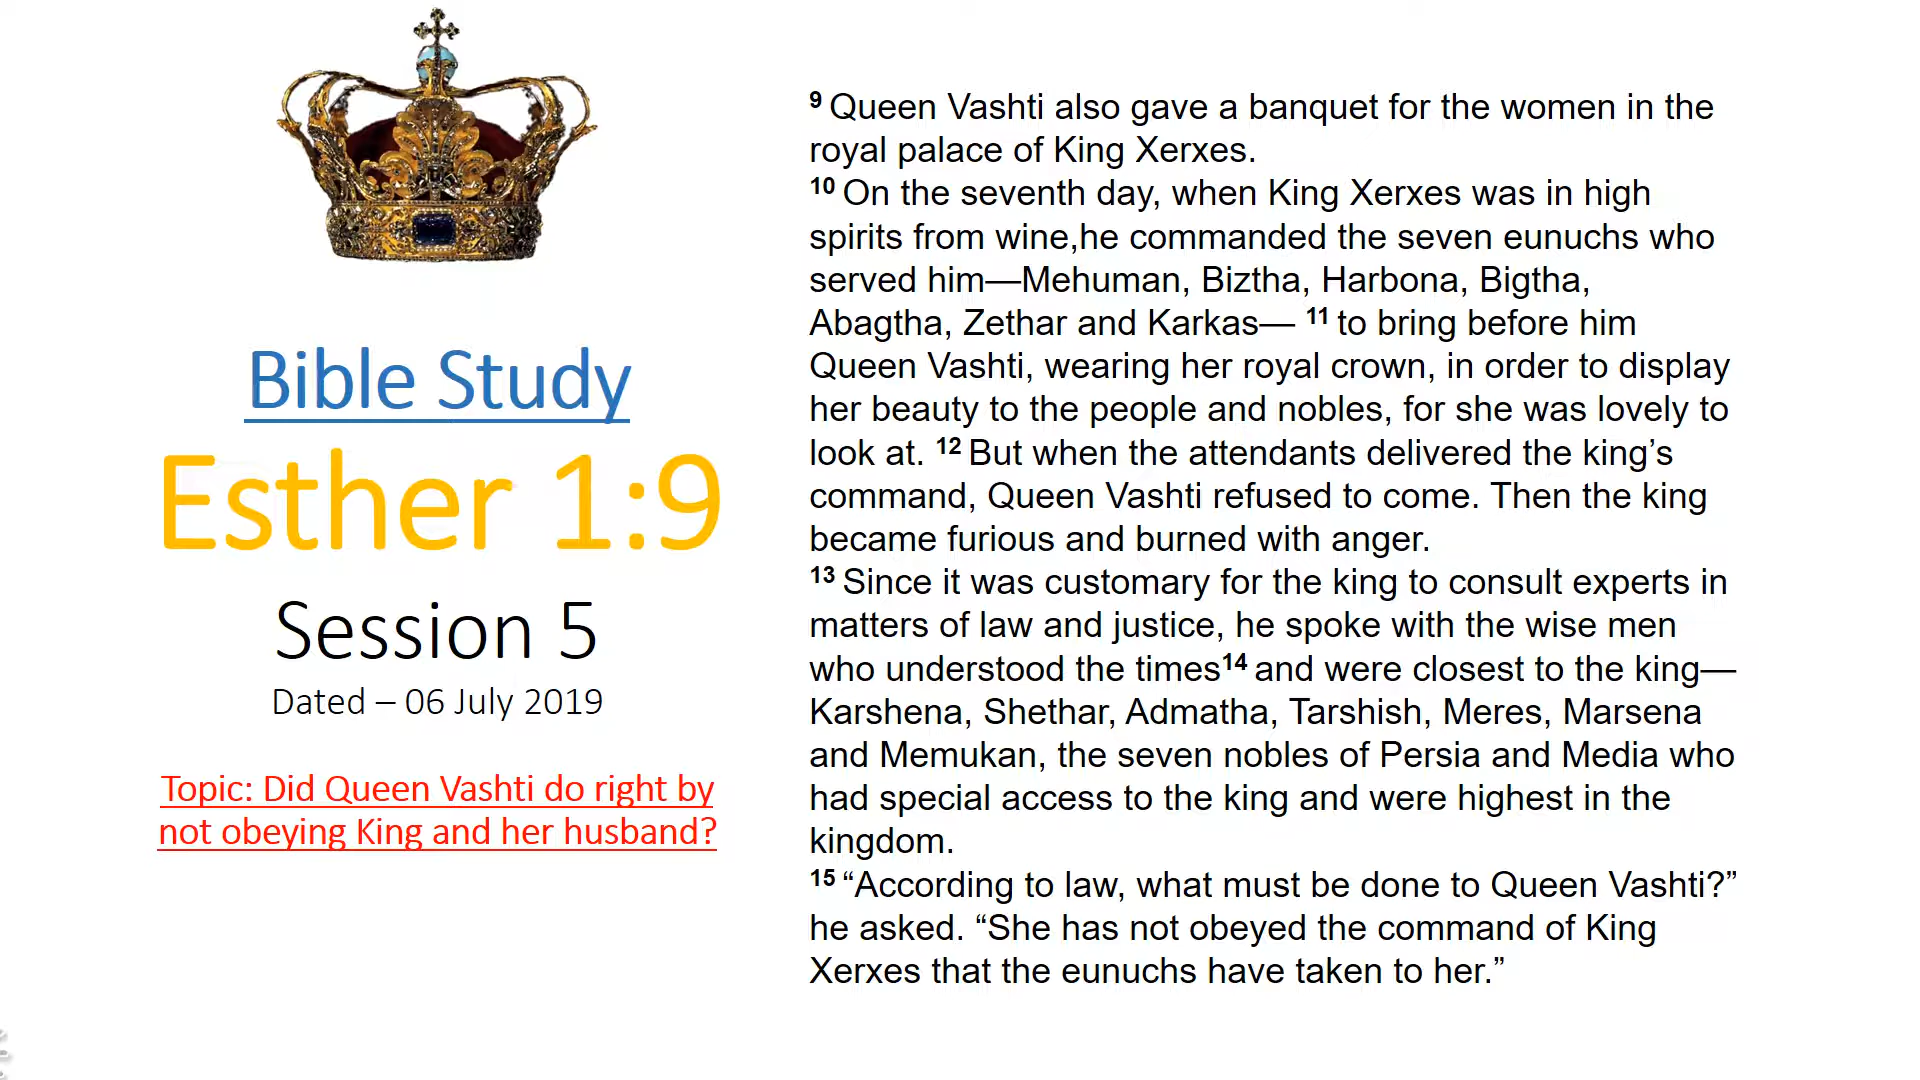 Bible Study
Esther 1:9
Session 5
Dated – 06 July 2019
Topic: Did Queen Vashti do right by
not obeying King and her husband?
9 Queen Vashti also gave a banquet for the women in the
royal palace of King Xerxes.
10 On the seventh day, when King Xerxes was in high
spirits from wine,he commanded the seven eunuchs who
served him—Mehuman, Biztha, Harbona, Bigtha,
Abagtha, Zethar and Karkas— 11 to bring before him
Queen Vashti, wearing her royal crown, in order to display
her beauty to the people and nobles, for she was lovely to
look at. 12 But when the attendants delivered the king’s
command, Queen Vashti refused to come. Then the king
became furious and burned with anger.
13 Since it was customary for the king to consult experts in
matters of law and justice, he spoke with the wise men
who understood the times14 and were closest to the king—
Karshena, Shethar, Admatha, Tarshish, Meres, Marsena
and Memukan, the seven nobles of Persia and Media who
had special access to the king and were highest in the
kingdom.
15 “According to law, what must be done to Queen Vashti?”
he asked. “She has not obeyed the command of King
Xerxes that the eunuchs have taken to her.”